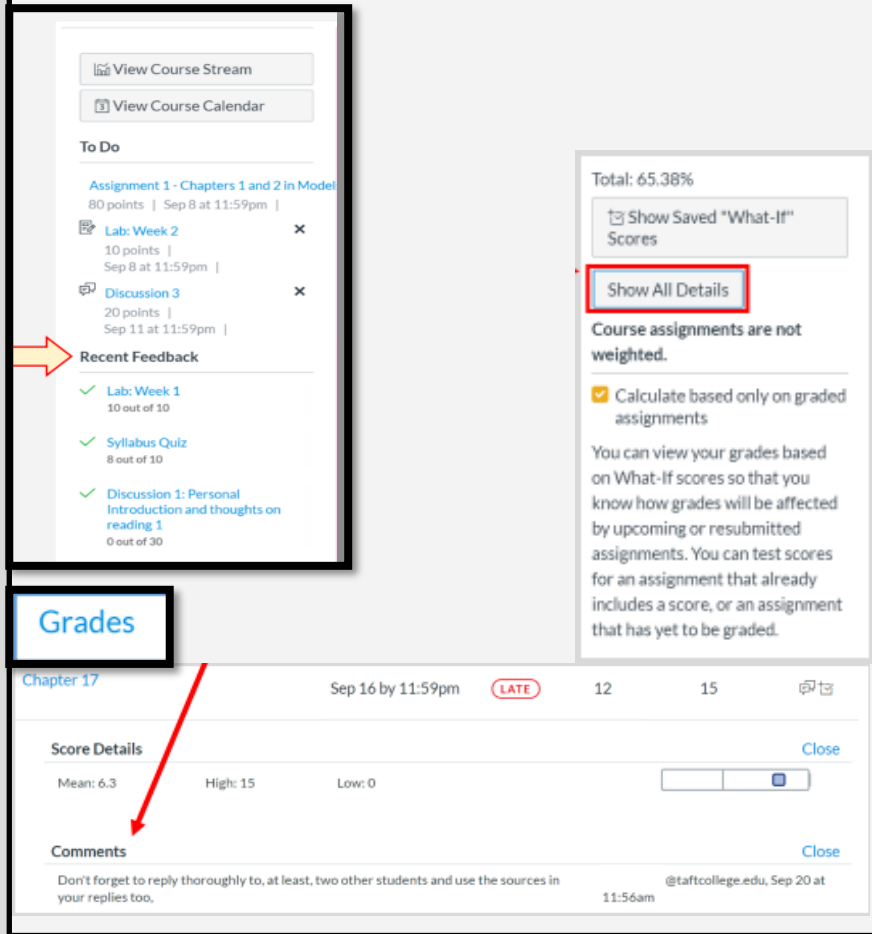 View Course Stream
View Course Calendar
To Do
Assignment 1 - Chapters 1 and 2 in Model
80 points | Sep 8 at 11:59pm |
Lab: Week 2
10 points |
Sep 8 at 11:59pm |
Discussion 3
20 points |
Sep 11 at 11:59pm |
Recent Feedback
Lab: Week 1
10 out of 10
Syllabus Quiz
8 out of 10
Discussion 1: Personal
Introduction and thoughts on
reading 1
0 out of 30
Total: 65.38%
Show Saved "What-If"
Scores
Show All Details
Course assignments are not
weighted.
Calculate based only on graded
assignments
You can view your grades based
on What-If scores so that you
know how grades will be affected
by upcoming or resubmitted
assignments. You can test scores
for an assignment that already
includes a score, or an assignment
that has yet to be graded.
Grades
Chapter 17 Sep 16 by 11:59pm LATE 12 15
Score Details Close
Mean: 6.3 High: 15 Low: 0
Comments Close
Don't forget to reply thoroughly to, at least, two other students and use the sources in @taftcollege.edu, Sep 20 at
your replies too, 11:56am